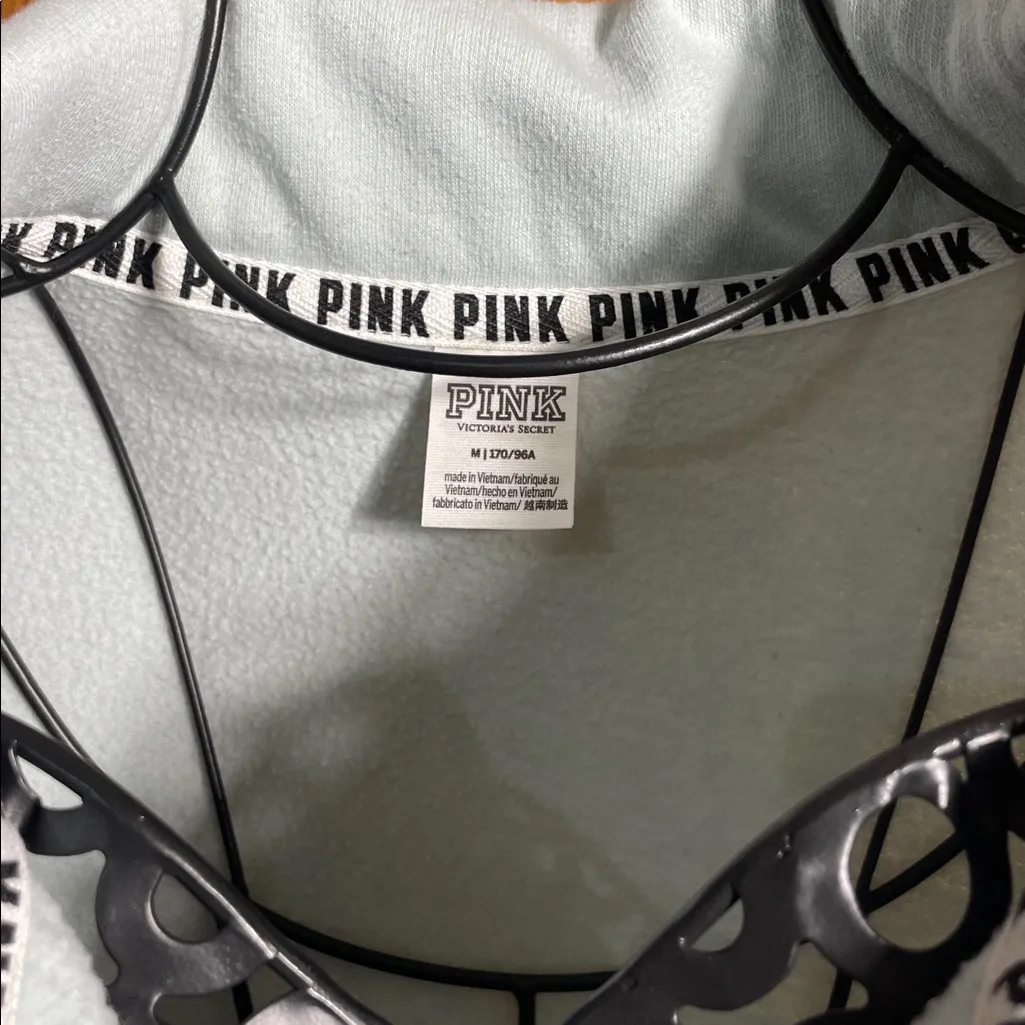 PINK PINK PINK PINK PINK PINK PINK
PINK
VICTORIA'S SECRET
M | 170/96A
made in Vietnam/fabriqué au
Vietnam/hecho en Vietnam/
fabbricato in Vietnam/ 越南制造